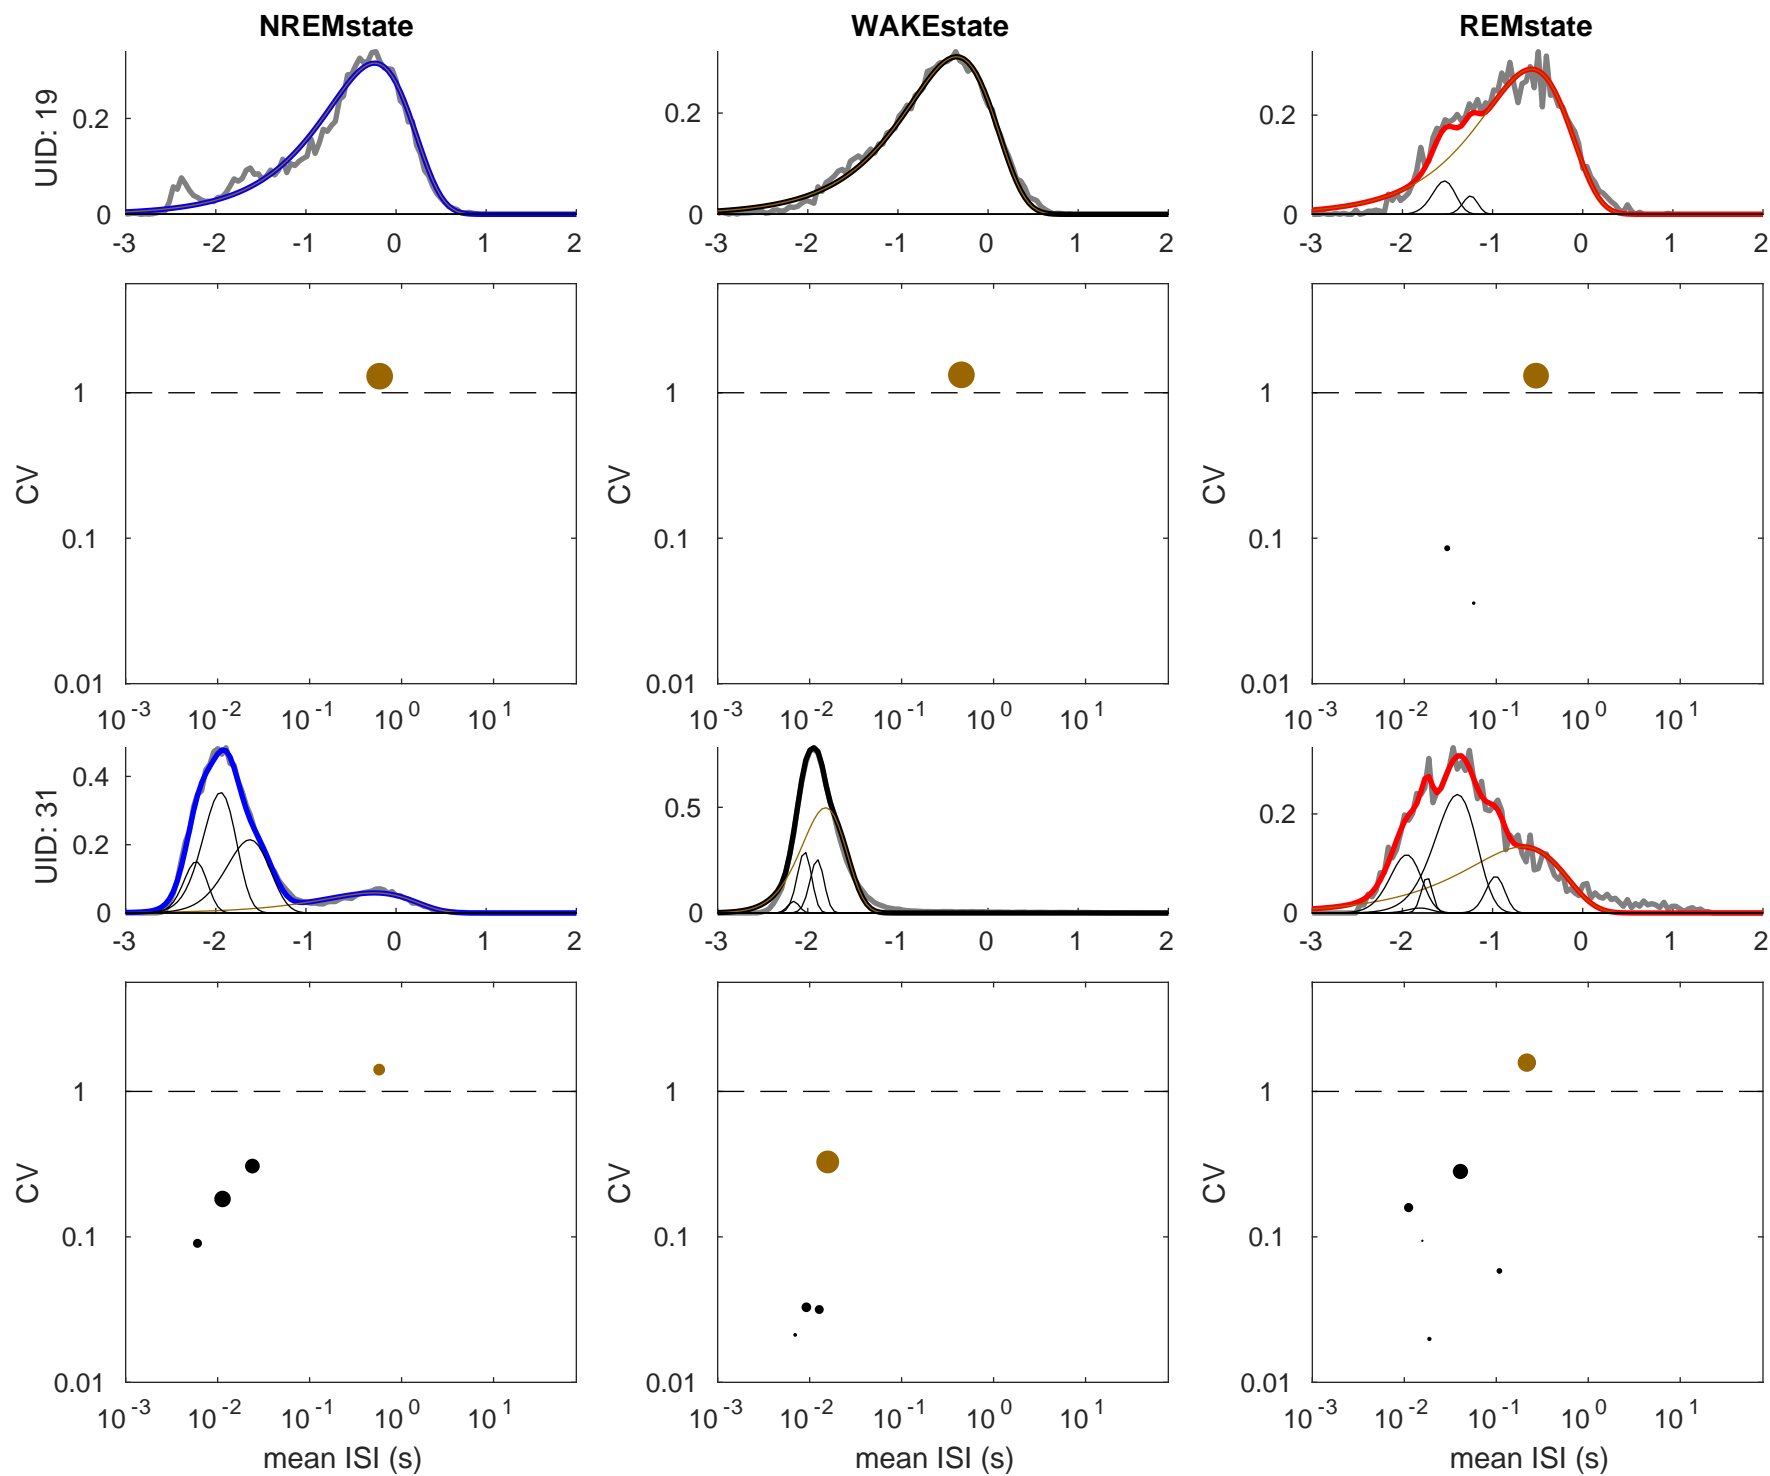 NREMstate WAKEstate REMstate
UID: 19
0.2 0.2 0.2
0 0 0
-3 -2 -1 0 1 2 -3 -2 -1 0 1 2 -3 -2 -1 0 1 2
1 1 1
CV CV CV
0.1 0.1 0.1
0.01 0.01 0.01
10^-3 10^-2 10^-1 10^0 10^1 10^-3 10^-2 10^-1 10^0 10^1 10^-3 10^-2 10^-1 10^0 10^1
UID: 31
0.4
0.5 0.2
0.2
0 0 0
-3 -2 -1 0 1 2 -3 -2 -1 0 1 2 -3 -2 -1 0 1 2
1 1 1
CV CV CV
0.1 0.1 0.1
0.01 0.01 0.01
10^-3 10^-2 10^-1 10^0 10^1 10^-3 10^-2 10^-1 10^0 10^1 10^-3 10^-2 10^-1 10^0 10^1
mean ISI (s) mean ISI (s) mean ISI (s)